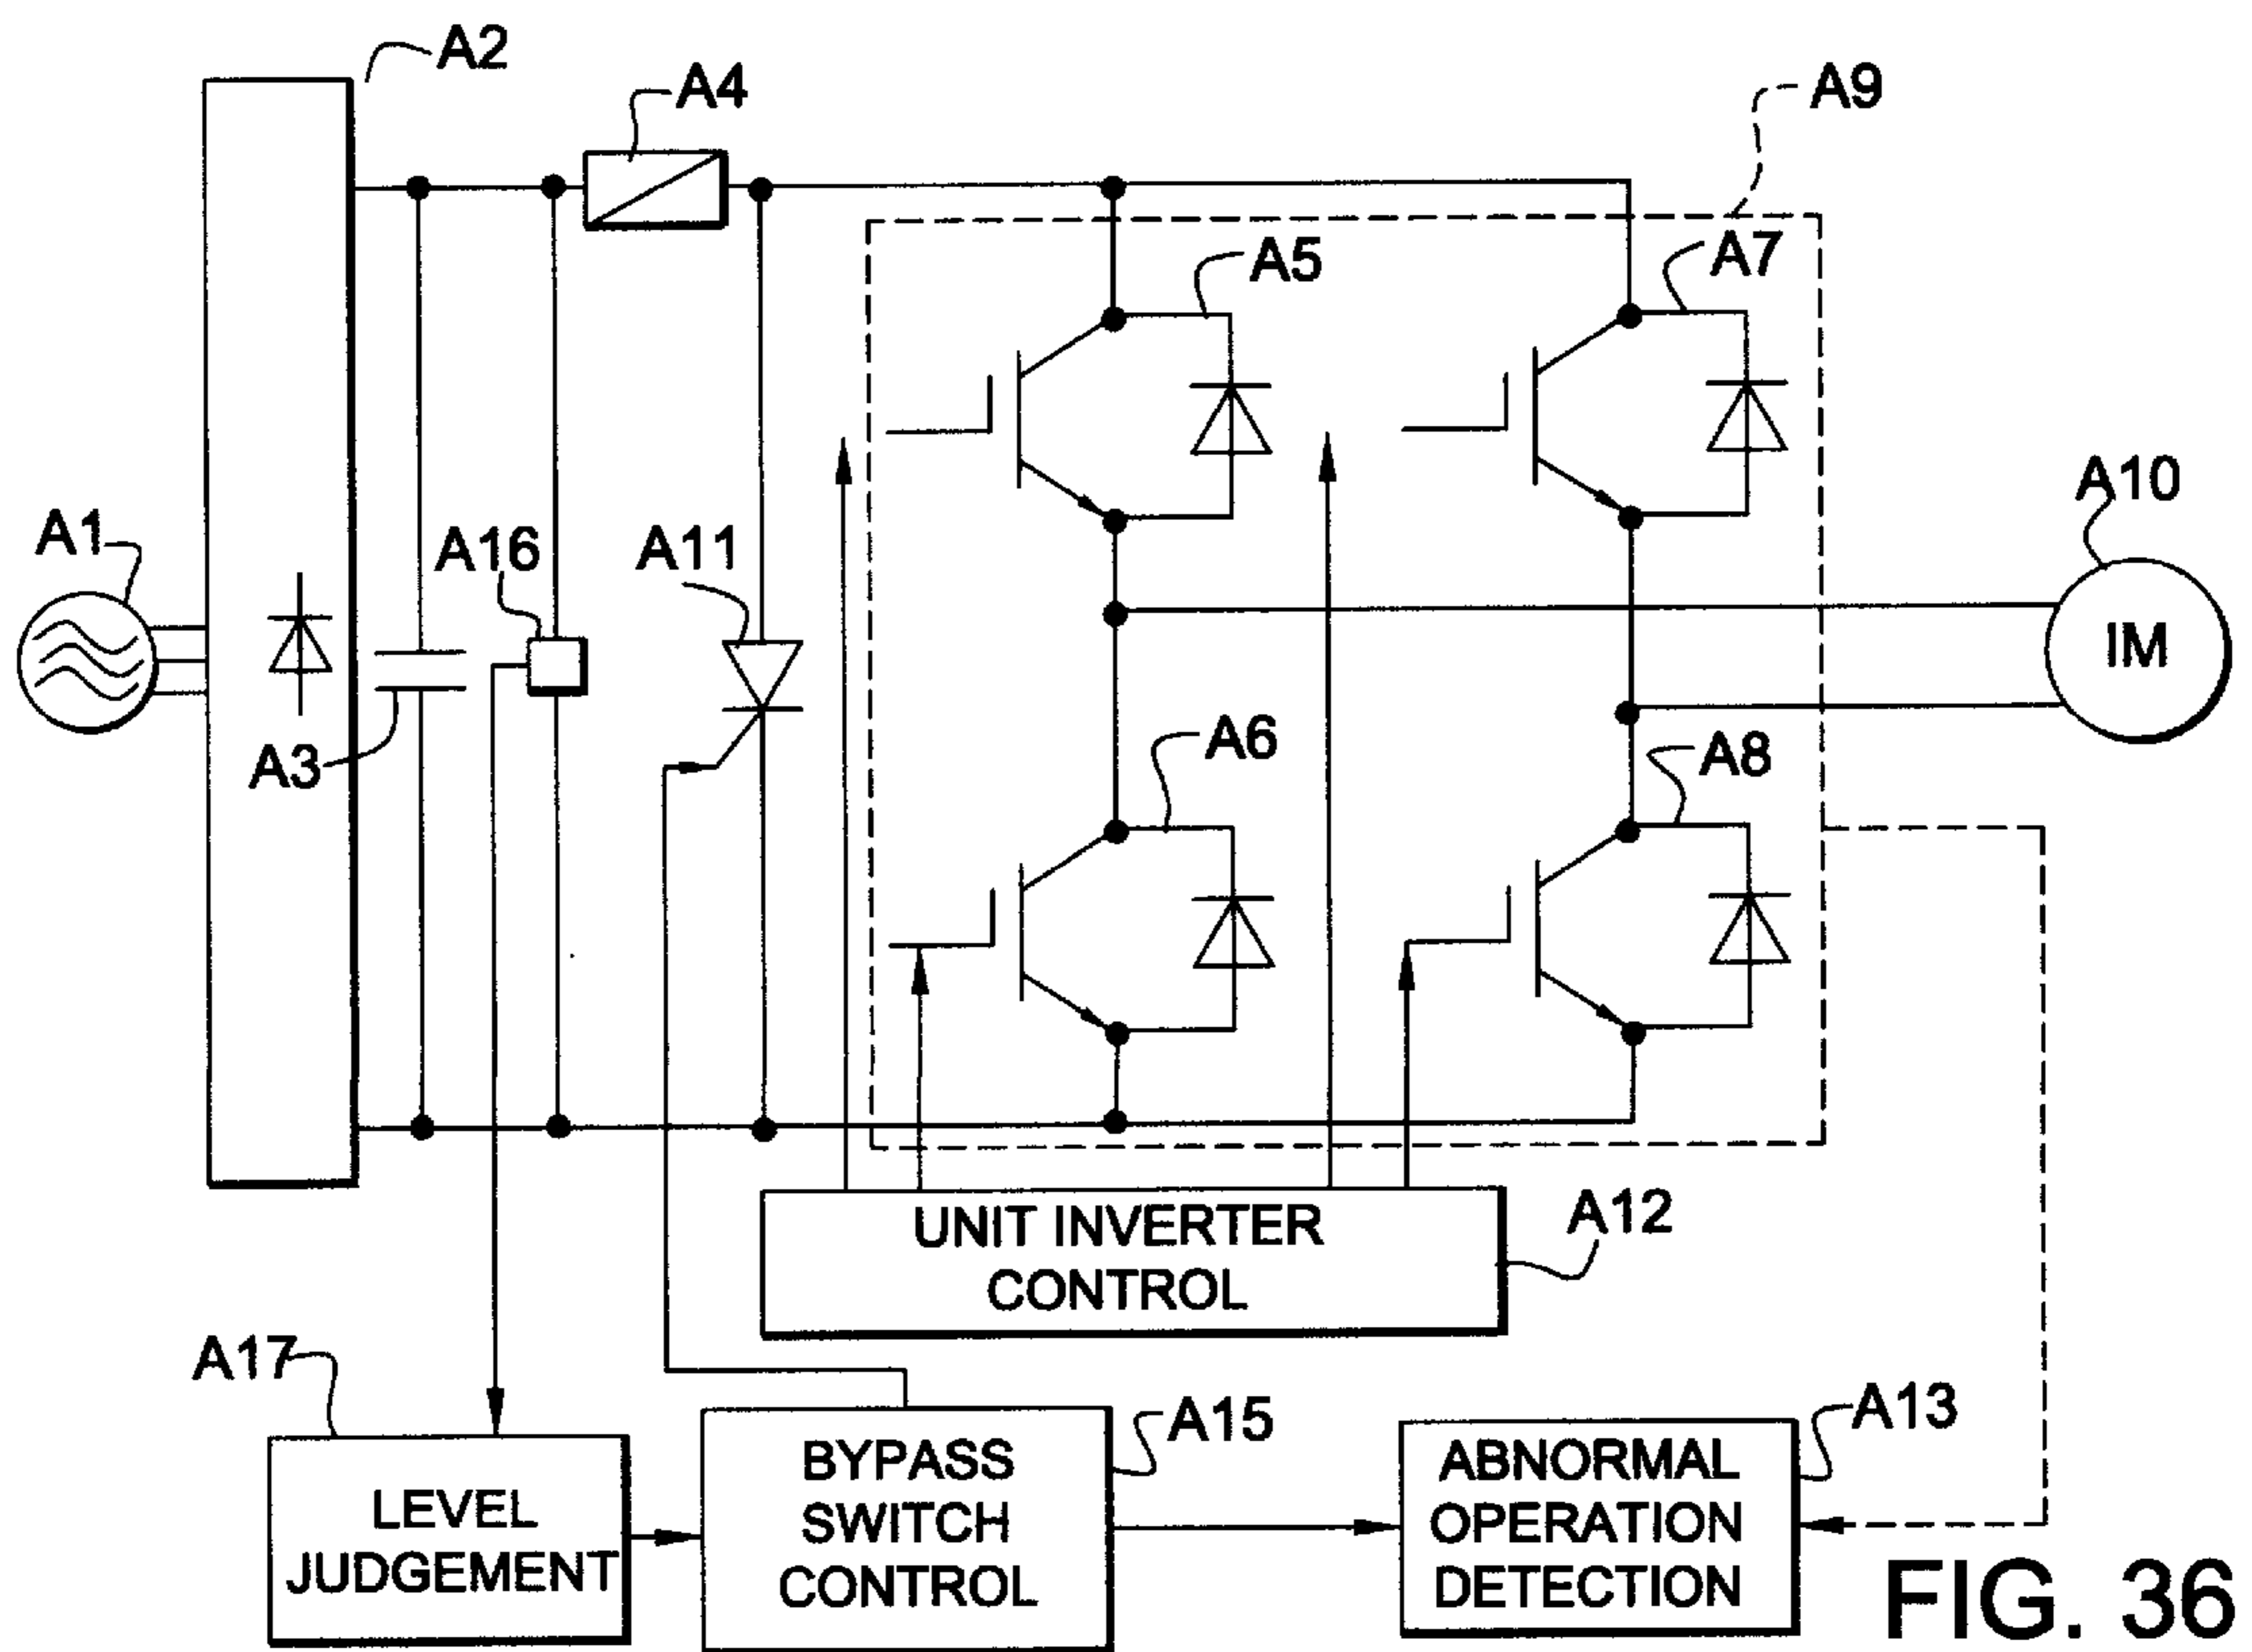 A2
A4
A9
A5
A7
A1
A16
A11
A10
IM
A3
A6
A8
UNIT INVERTER
CONTROL
A12
A17
LEVEL
JUDGEMENT
BYPASS
SWITCH
CONTROL
A15
ABNORMAL
OPERATION
DETECTION
A13
FIG. 36